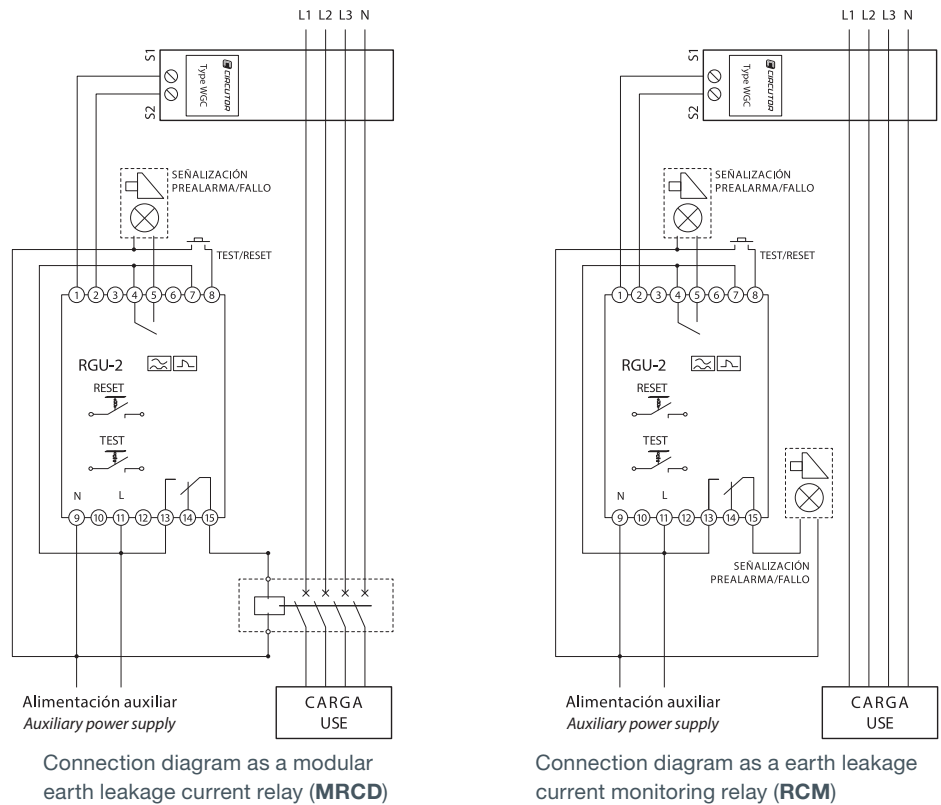 L1 L2 L3 N
S1
CIRCUTOR
Type WGC
S2
SEÑALIZACIÓN
PREALARMA/FALLO
TEST/RESET
1 2 3 4 5 6 7 8
RGU-2
RESET
TEST
N L
9 10 11 12 13 14 15
Alimentación auxiliar
Auxiliary power supply
CARGA
USE
Connection diagram as a modular
earth leakage current relay (MRCD)
L1 L2 L3 N
S1
CIRCUTOR
Type WGC
S2
SEÑALIZACIÓN
PREALARMA/FALLO
TEST/RESET
1 2 3 4 5 6 7 8
RGU-2
RESET
TEST
N L
9 10 11 12 13 14 15
SEÑALIZACIÓN
PREALARMA/FALLO
Alimentación auxiliar
Auxiliary power supply
CARGA
USE
Connection diagram as a earth leakage
current monitoring relay (RCM)